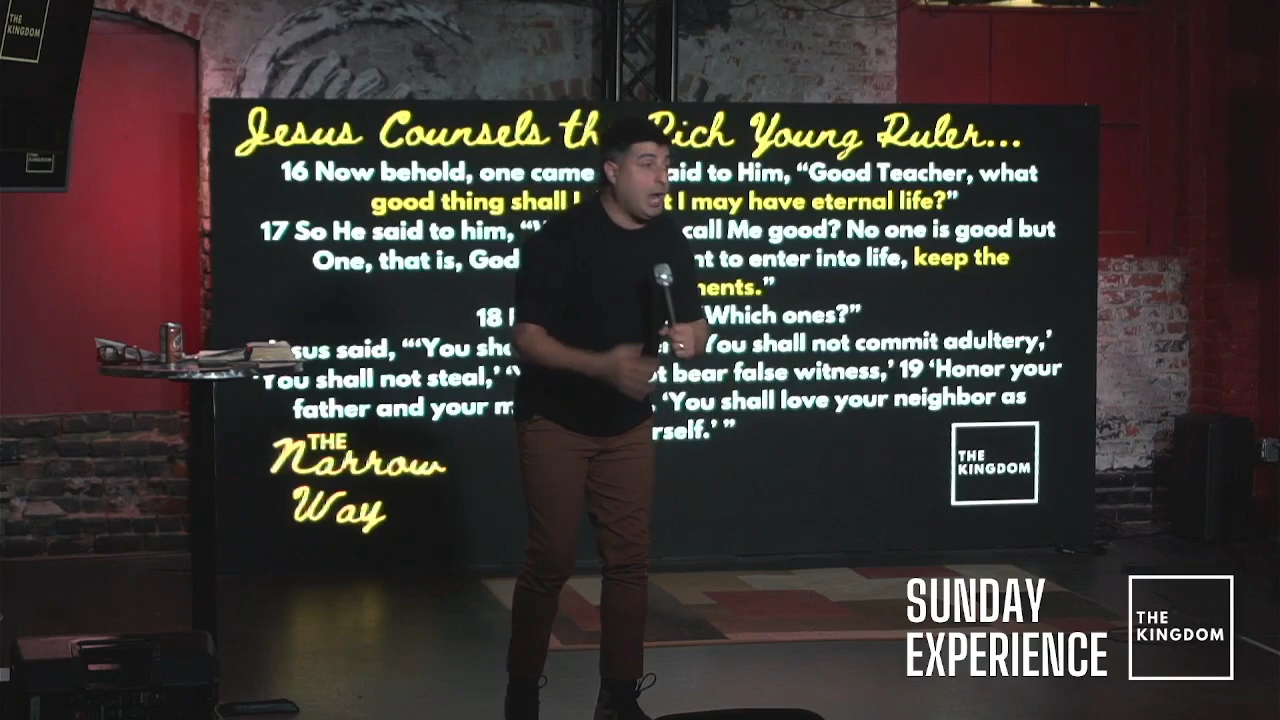 THE
KINGDOM
Jesus Counsels th Rich Young Ruler...
16 Now behold, one came aid to Him, “Good Teacher, what
good thing shall I t I may have eternal life?”
17 So He said to him, “ call Me good? No one is good but
One, that is, God nt to enter into life, keep the
ments.”
18 “Which ones?”
sus said, “‘You sh ‘You shall not commit adultery,’
‘You shall not steal,’ ‘Y t bear false witness,’ 19 ‘Honor your
father and your m ‘You shall love your neighbor as
rself.’ ”
THE
Narrow
Way
THE
KINGDOM
SUNDAY
EXPERIENCE
THE
KINGDOM